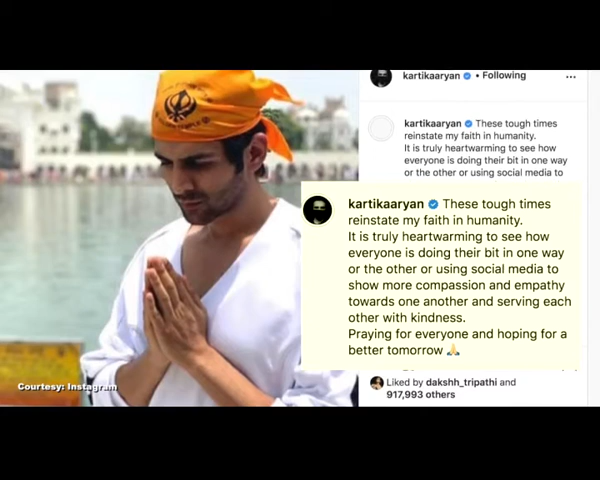 kartikaaryan • Following
kartikaaryan These tough times
reinstate my faith in humanity.
It is truly heartwarming to see how
everyone is doing their bit in one way
or the other or using social media to
kartikaaryan These tough times
reinstate my faith in humanity.
It is truly heartwarming to see how
everyone is doing their bit in one way
or the other or using social media to
show more compassion and empathy
towards one another and serving each
other with kindness.
Praying for everyone and hoping for a
better tomorrow 🙏
Liked by dakshh_tripathi and
917,993 others
Courtesy: Instagram